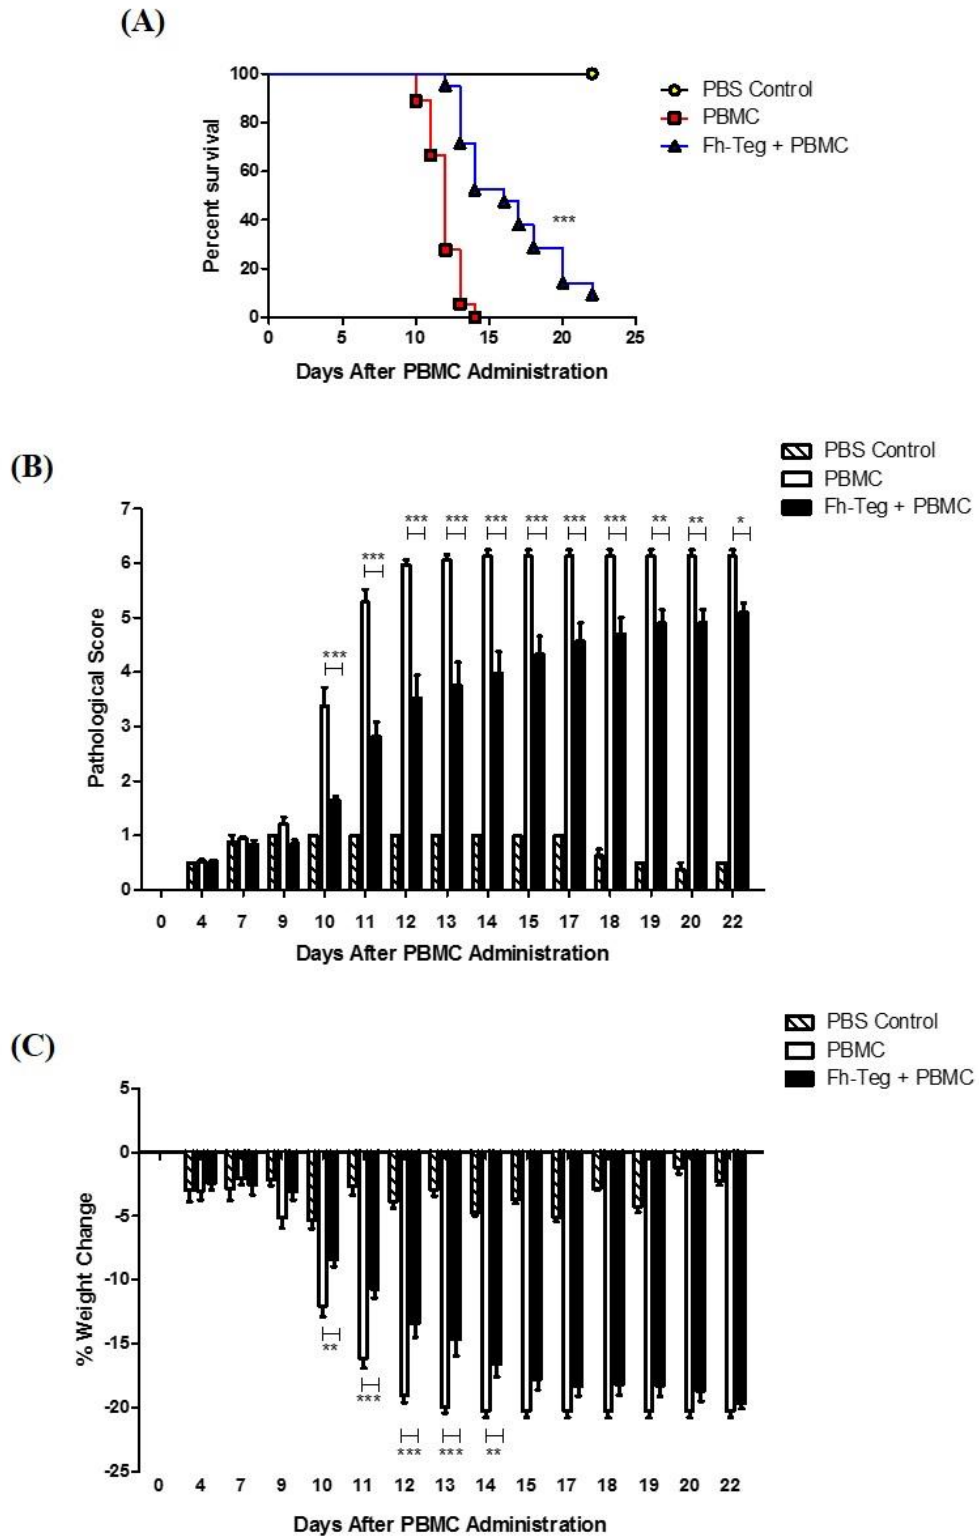 (A)
100
80
60
40
20
0
Percent survival
0 5 10 15 20 25
Days After PBMC Administration
***
PBS Control
PBMC
Fh-Teg + PBMC
(B)
PBS Control
PBMC
Fh-Teg + PBMC
7
6
5
4
3
2
1
0
Pathological Score
*** *** *** *** *** *** *** *** ** ** *
0 4 7 9 10 11 12 13 14 15 17 18 19 20 22
Days After PBMC Administration
(C)
PBS Control
PBMC
Fh-Teg + PBMC
5
0
-5
-10
-15
-20
-25
% Weight Change
** *** *** *** **
0 4 7 9 10 11 12 13 14 15 17 18 19 20 22
Days After PBMC Administration